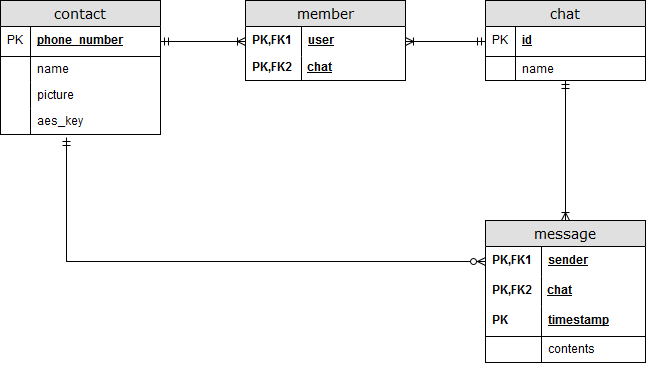 contact
PK phone_number
name
picture
aes_key
member
PK,FK1 user
PK,FK2 chat
chat
PK id
name
message
PK,FK1 sender
PK,FK2 chat
PK timestamp
contents